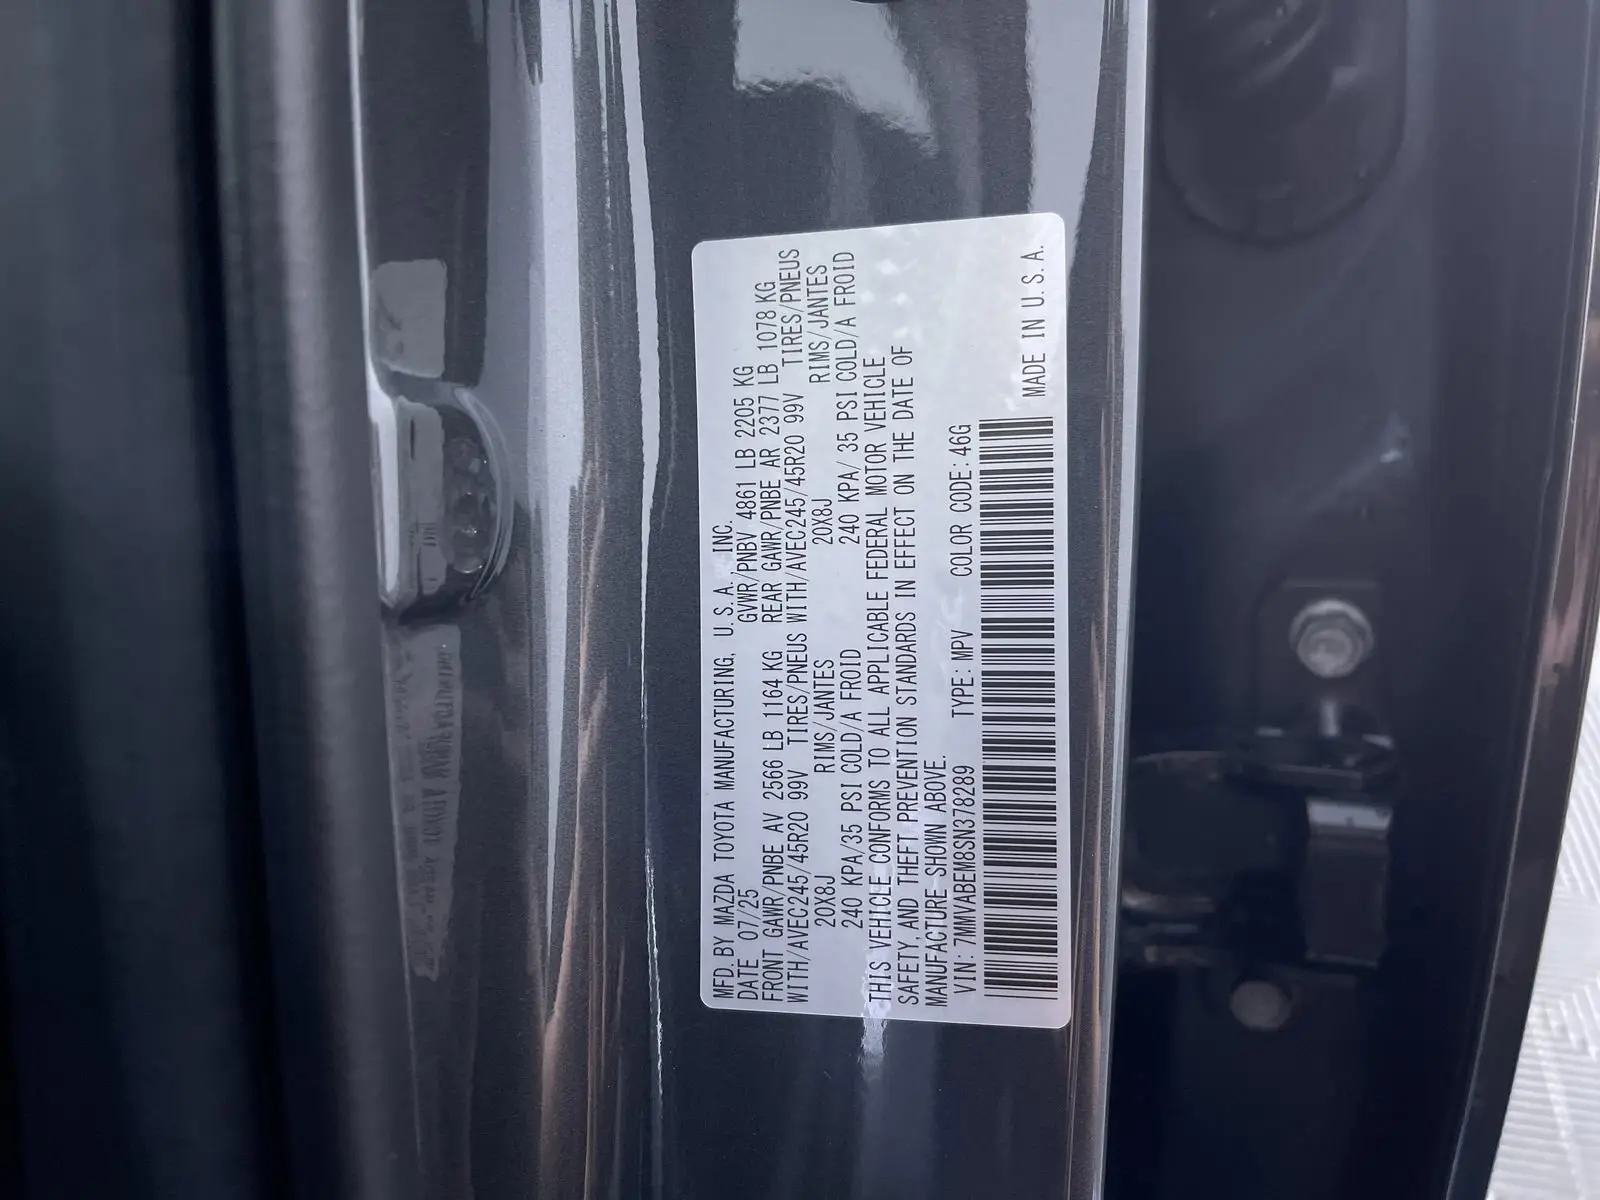 MFD. BY MAZDA TOYOTA MANUFACTURING, U.S.A., INC.
DATE 07/25 GVWR/PNBV 4861 LB 2205 KG
FRONT GAWR/PNBE AV 2566 LB 1164 KG REAR GAWR/PNBE AR 2377 LB 1078 KG
WITH/AVEC245/45R20 99V TIRES/PNEUS WITH/AVEC245/45R20 99V TIRES/PNEUS
20X8J RIMS/JANTES 20X8J RIMS/JANTES
240 KPA/35 PSI COLD/A FROID 240 KPA/ 35 PSI COLD/A FROID
THIS VEHICLE CONFORMS TO ALL APPLICABLE FEDERAL MOTOR VEHICLE
SAFETY, AND THEFT PREVENTION STANDARDS IN EFFECT ON THE DATE OF
MANUFACTURE SHOWN ABOVE.
VIN: 7MMVABEM8SN378289 TYPE: MPV COLOR CODE: 46G
MADE IN U.S.A.